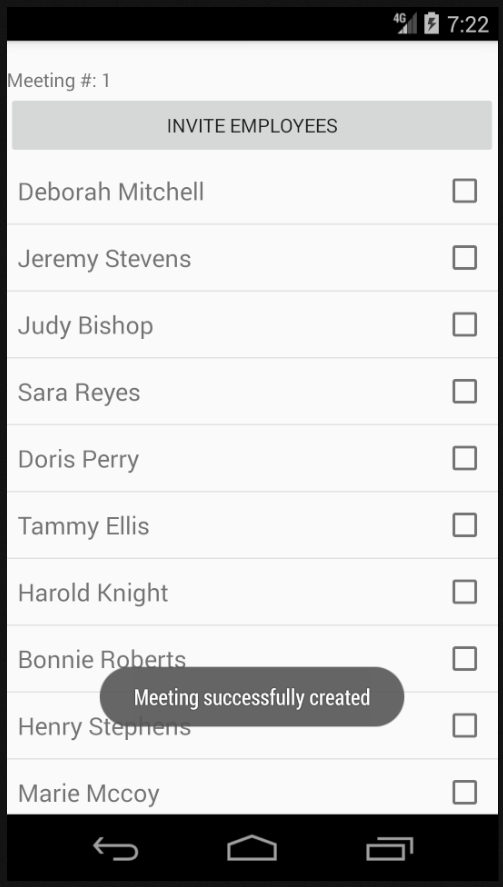 4G 7:22
Meeting #: 1
INVITE EMPLOYEES
Deborah Mitchell
Jeremy Stevens
Judy Bishop
Sara Reyes
Doris Perry
Tammy Ellis
Harold Knight
Bonnie Roberts
Meeting successfully created
Henry Stephens
Marie Mccoy